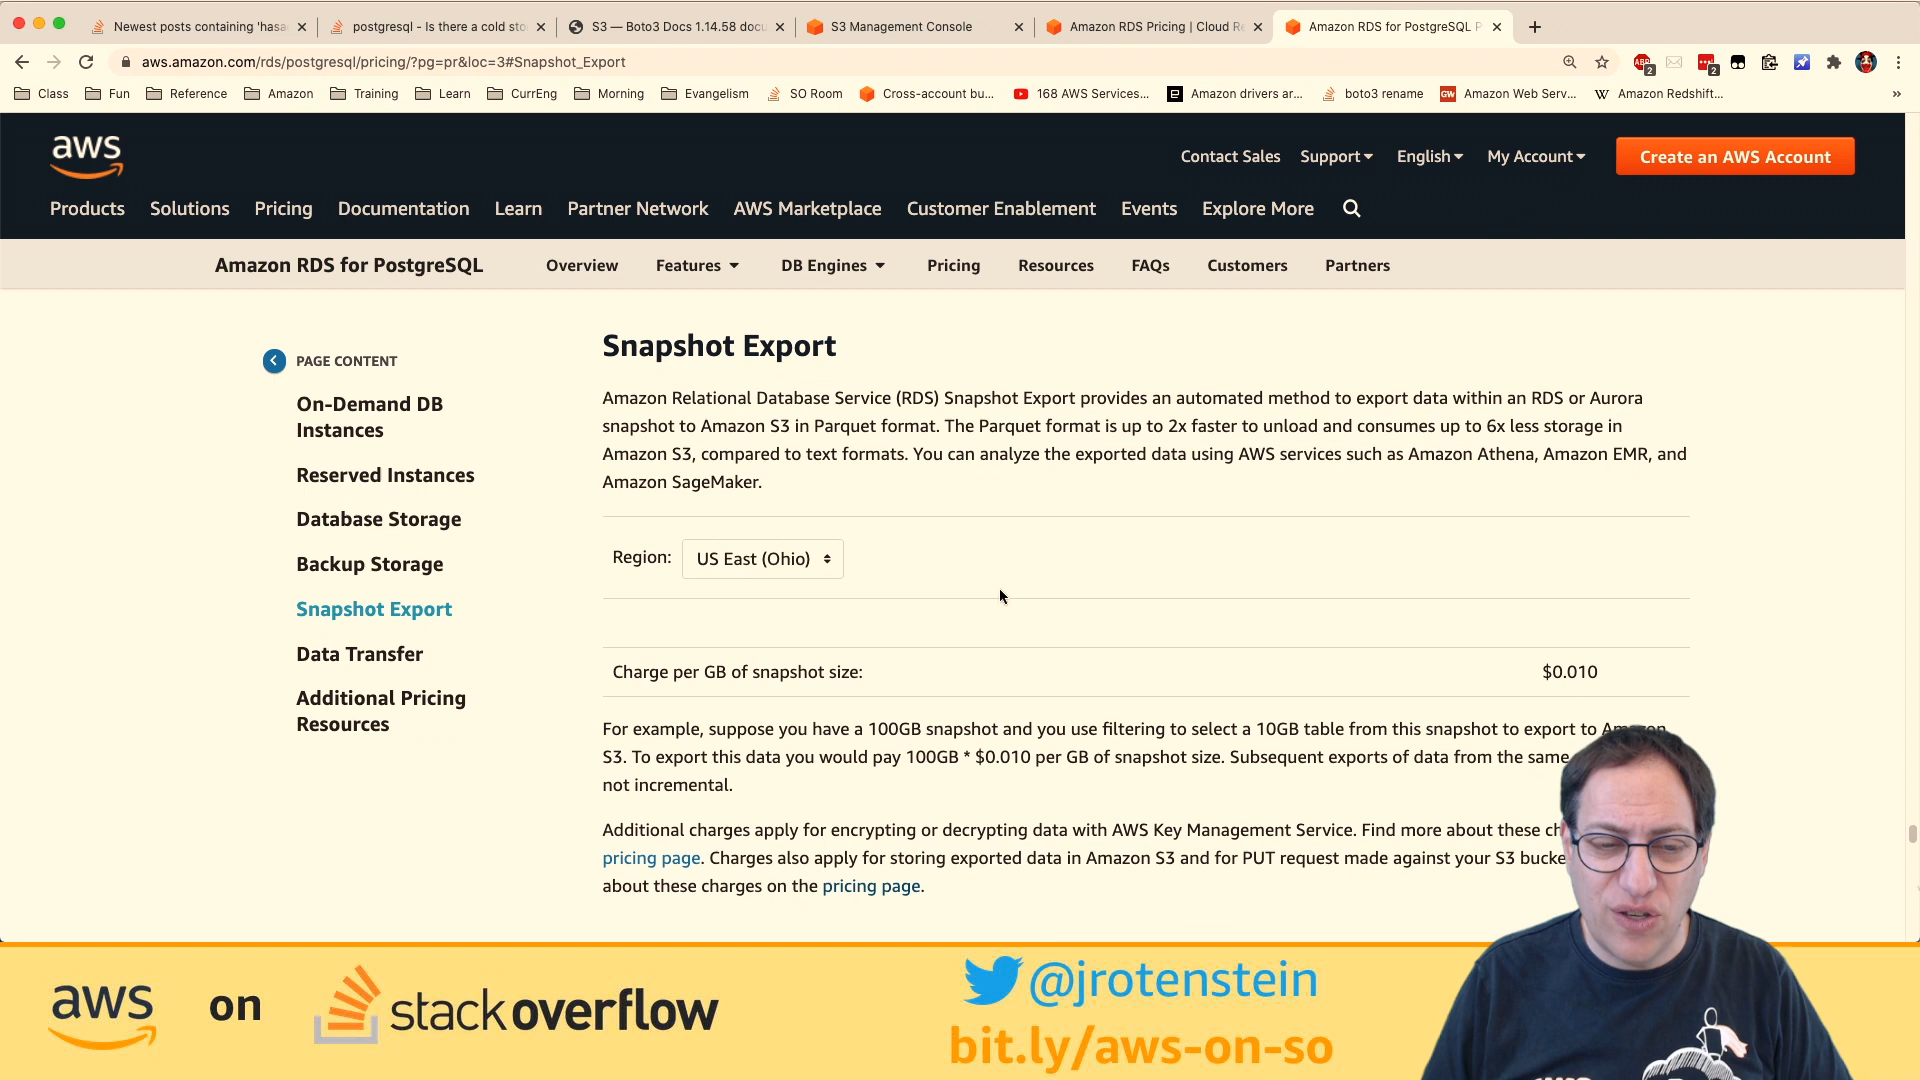 Newest posts containing 'hasa
postgresql - Is there a cold sto
S3 — Boto3 Docs 1.14.58 docu
S3 Management Console
Amazon RDS Pricing | Cloud Re
Amazon RDS for PostgreSQL P
aws.amazon.com/rds/postgresql/pricing/?pg=pr&loc=3#Snapshot_Export
ABP 2
2
Class
Fun
Reference
Amazon
Training
Learn
CurrEng
Morning
Evangelism
SO Room
Cross-account bu...
168 AWS Services...
Amazon drivers ar...
boto3 rename
GW Amazon Web Serv...
W Amazon Redshift...
aws
Contact Sales
Support
English
My Account
Create an AWS Account
Products
Solutions
Pricing
Documentation
Learn
Partner Network
AWS Marketplace
Customer Enablement
Events
Explore More
Amazon RDS for PostgreSQL
Overview
Features
DB Engines
Pricing
Resources
FAQs
Customers
Partners
PAGE CONTENT
On-Demand DB
Instances
Reserved Instances
Database Storage
Backup Storage
Snapshot Export
Data Transfer
Additional Pricing
Resources
Snapshot Export
Amazon Relational Database Service (RDS) Snapshot Export provides an automated method to export data within an RDS or Aurora
snapshot to Amazon S3 in Parquet format. The Parquet format is up to 2x faster to unload and consumes up to 6x less storage in
Amazon S3, compared to text formats. You can analyze the exported data using AWS services such as Amazon Athena, Amazon EMR, and
Amazon SageMaker.
Region: US East (Ohio)
Charge per GB of snapshot size: $0.010
For example, suppose you have a 100GB snapshot and you use filtering to select a 10GB table from this snapshot to export to Amazon
S3. To export this data you would pay 100GB * $0.010 per GB of snapshot size. Subsequent exports of data from the same
not incremental.
Additional charges apply for encrypting or decrypting data with AWS Key Management Service. Find more about these ch
pricing page. Charges also apply for storing exported data in Amazon S3 and for PUT request made against your S3 bucke
about these charges on the pricing page.
aws on stackoverflow
@jrotenstein
bit.ly/aws-on-so